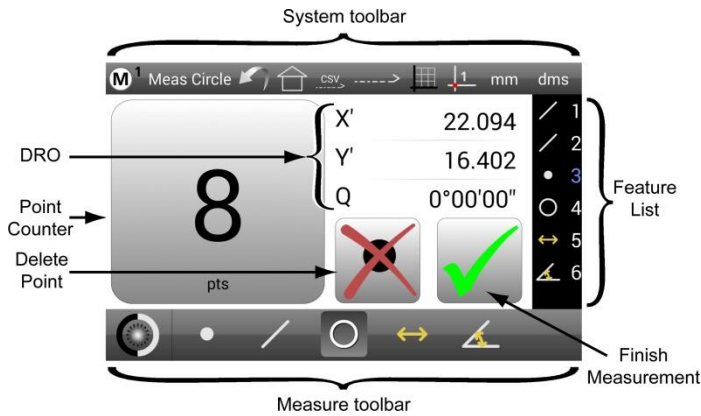 System toolbar
M 1 Meas Circle csv 1 mm dms
DRO
Point
Counter
Delete
Point
8
pts
X' 22.094
Y' 16.402
Q 0°00'00"
1
2
3
4
5
6
Feature
List
Finish
Measurement
Measure toolbar